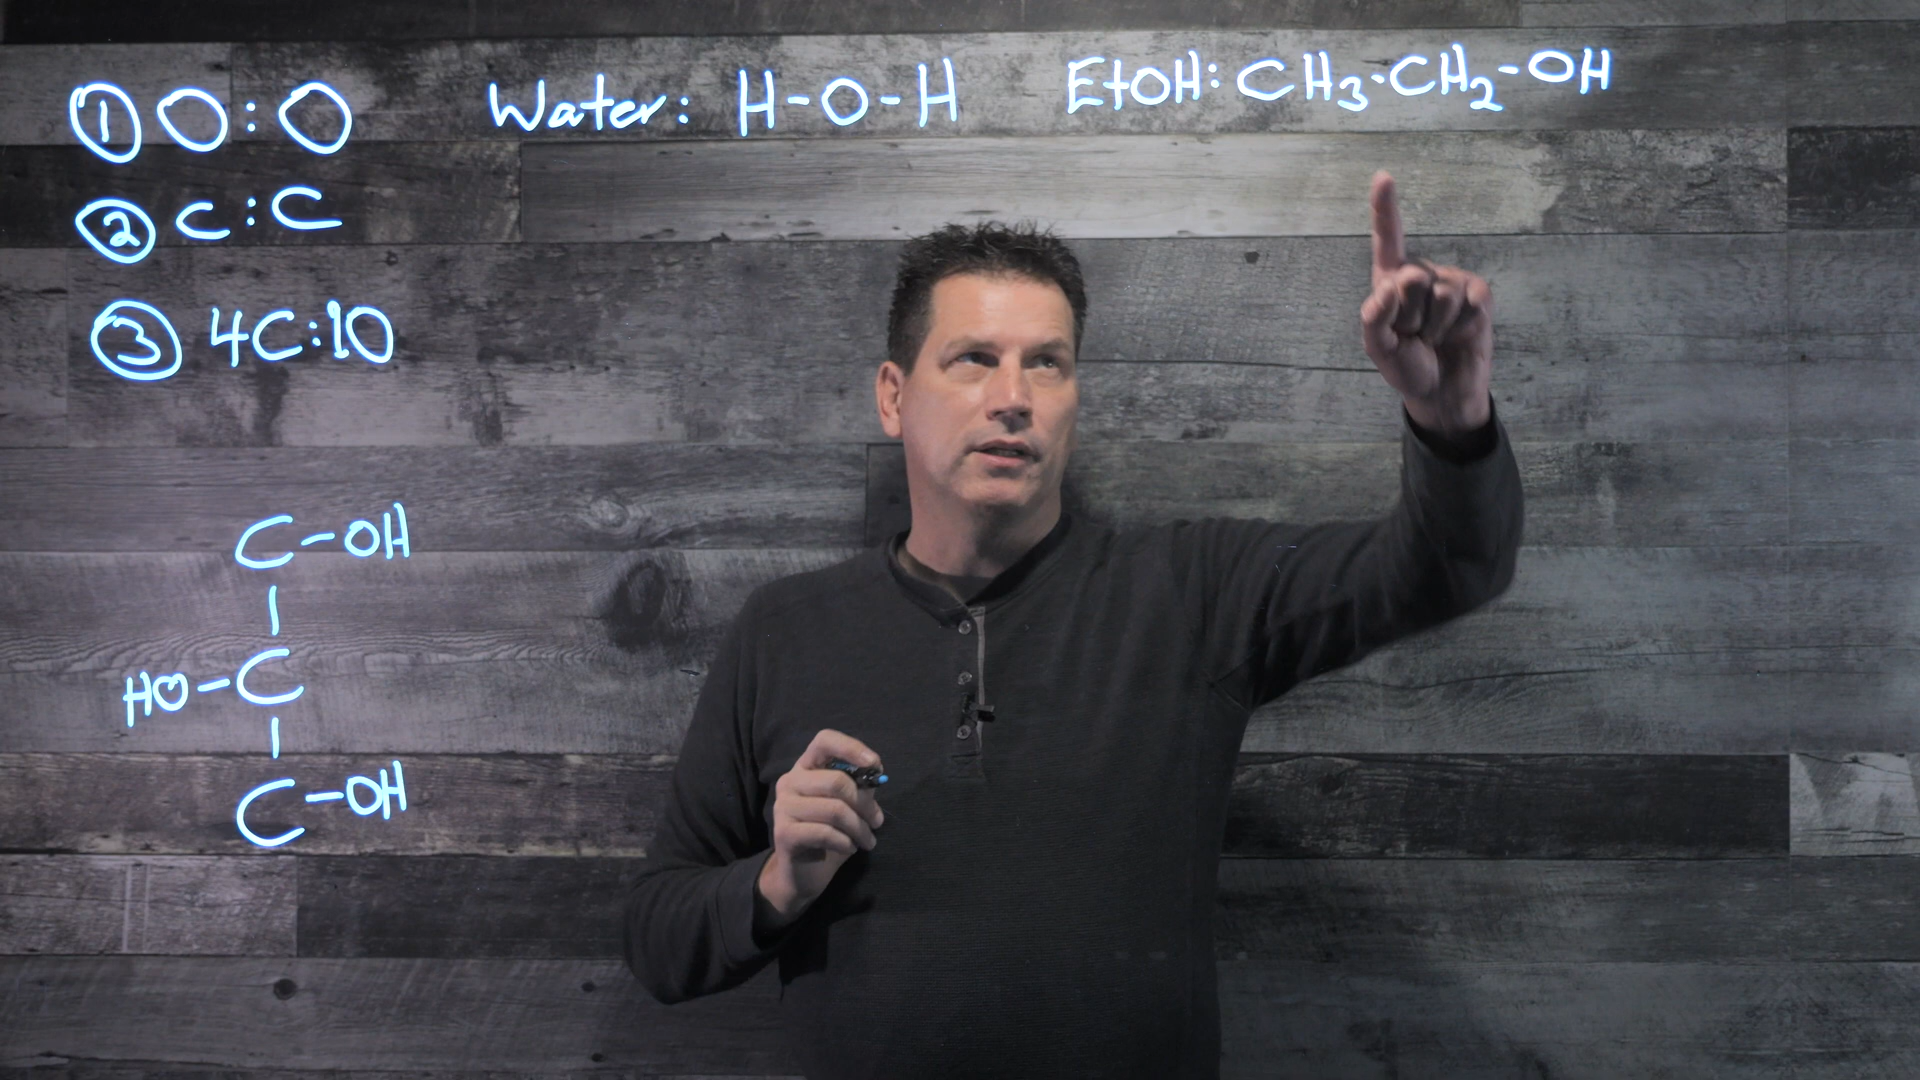 ① O : O
Water: H-O-H
EtOH: CH3-CH2-OH
② C : C
③ 4C:1O
C-OH
HO-C
C-OH